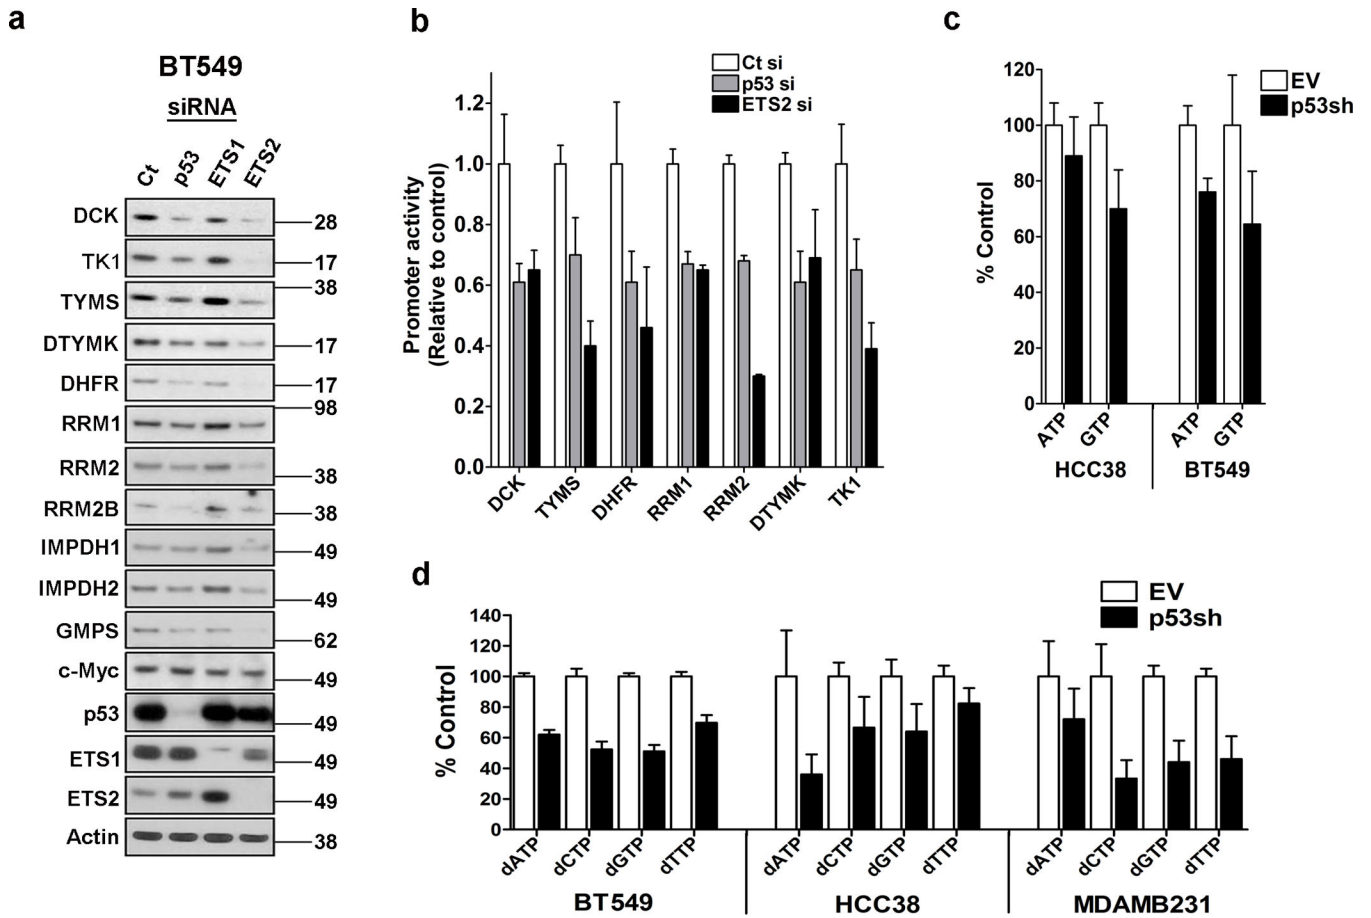 a
BT549
siRNA
Ct p53 ETS1 ETS2
DCK 28
TK1 17
38
TYMS
DTYMK 17
DHFR 17
98
RRM1
RRM2 38
RRM2B 38
IMPDH1 49
IMPDH2 49
GMPS 62
c-Myc 49
p53 49
ETS1 49
ETS2 49
Actin 38
b
Ct si
p53 si
ETS2 si
Promoter activity
(Relative to control)
1.2
1.0
0.8
0.6
0.4
0.2
0.0
DCK TYMS DHFR RRM1 RRM2 DTYMK TK1
c
EV
p53sh
% Control
120
100
80
60
40
20
0
ATP GTP ATP GTP
HCC38 BT549
d
EV
p53sh
% Control
140
120
100
80
60
40
20
0
dATP dCTP dGTP dTTP dATP dCTP dGTP dTTP dATP dCTP dGTP dTTP
BT549 HCC38 MDAMB231